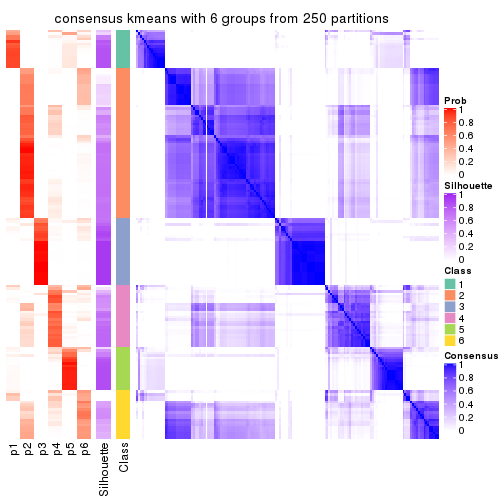 consensus kmeans with 6 groups from 250 partitions
Prob
1
0.8
0.6
0.4
0.2
0
Silhouette
1
0.8
0.6
0.4
0.2
0
Class
1
2
3
4
5
6
Consensus
1
0.8
0.6
0.4
0.2
0
p1
p2
p3
p4
p5
p6
Silhouette
Class